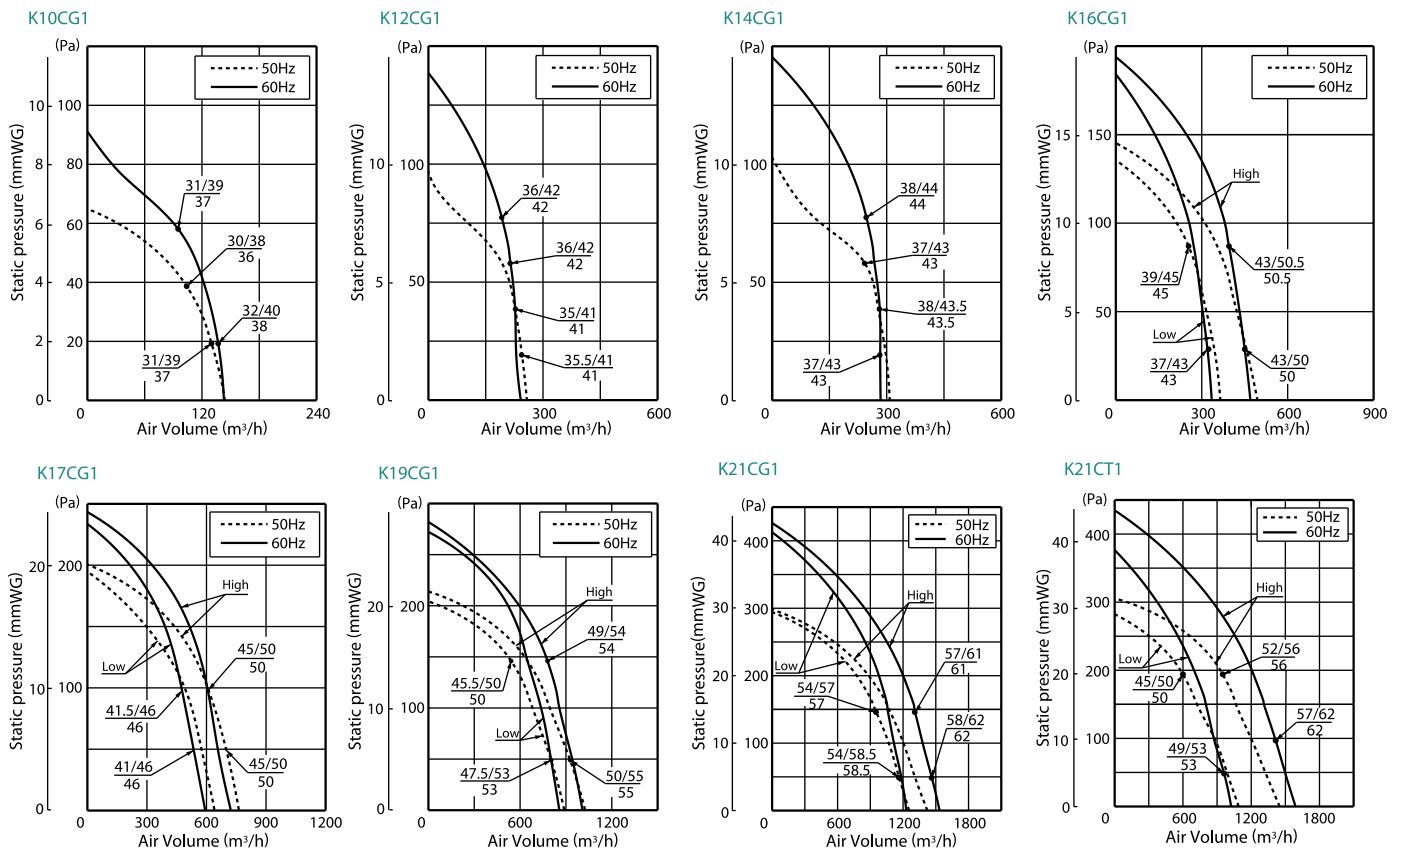 K10CG1
(Pa)
Static pressure (mmWG)
50Hz
60Hz
10
8
6
4
2
0
100
80
60
40
20
31/39
37
30/38
36
32/40
38
31/39
37
0
120
240
Air Volume (m³/h)
K12CG1
(Pa)
Static pressure (mmWG)
50Hz
60Hz
10
5
0
100
50
36/42
42
36/42
42
35/41
41
35.5/41
41
0
300
600
Air Volume (m³/h)
K14CG1
(Pa)
Static pressure (mmWG)
50Hz
60Hz
10
5
0
100
50
38/44
44
37/43
43
38/43.5
43.5
37/43
43
0
300
600
Air Volume (m³/h)
K16CG1
(Pa)
Static pressure (mmWG)
50Hz
60Hz
15
10
5
0
150
100
50
High
39/45
45
43/50.5
50.5
Low
37/43
43
43/50
50
0
300
600
900
Air Volume (m³/h)
K17CG1
(Pa)
Static pressure (mmWG)
50Hz
60Hz
20
10
0
200
100
High
Low
45/50
50
41.5/46
46
41/46
46
45/50
50
0
300
600
900
1200
Air Volume (m³/h)
K19CG1
(Pa)
Static pressure (mmWG)
50Hz
60Hz
20
10
0
200
100
High
49/54
54
45.5/50
50
Low
47.5/53
53
50/55
55
0
600
1200
Air Volume (m³/h)
K21CG1
(Pa)
Static pressure(mmWG)
50Hz
60Hz
40
30
20
10
0
400
300
200
100
High
Low
57/61
61
54/57
57
58/62
62
54/58.5
58.5
0
600
1200
1800
Air Volume (m³/h)
K21CT1
(Pa)
Static pressure (mmWG)
50Hz
60Hz
40
30
20
10
0
400
300
200
100
High
Low
52/56
56
45/50
50
57/62
62
49/53
53
0
600
1200
1800
Air Volume (m³/h)